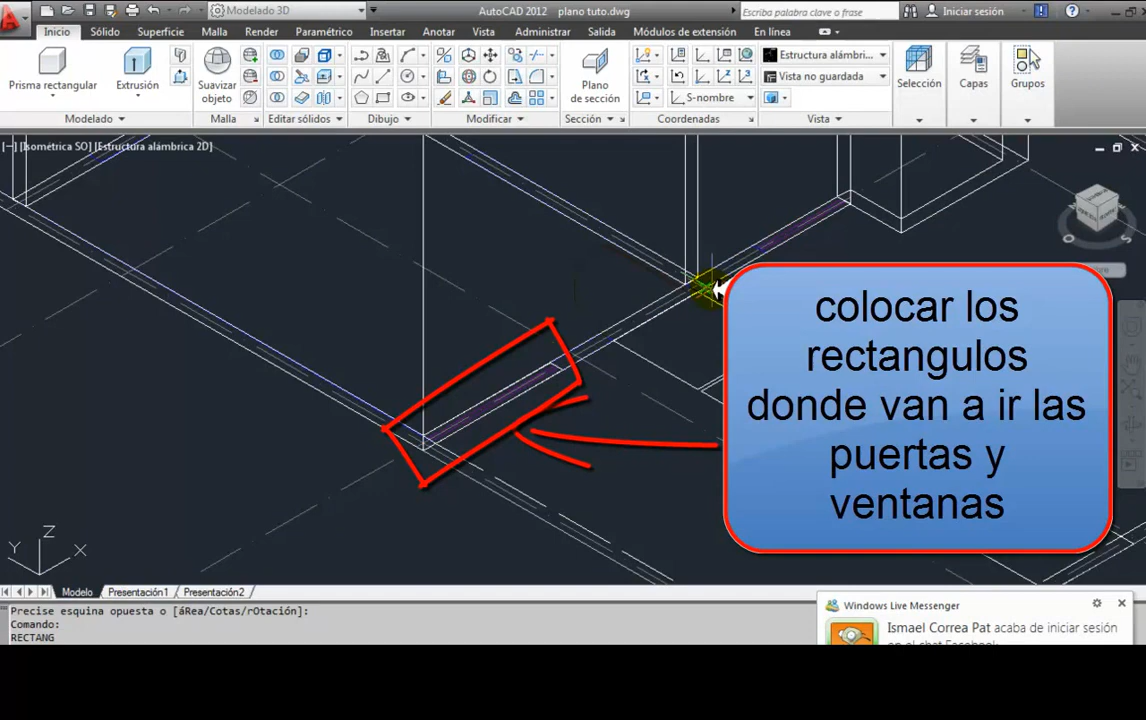 Modelado 3D
AutoCAD 2012 plano tuto.dwg
Escriba palabra clave o frase
Iniciar sesión
Inicio Sólido Superficie Malla Render Paramétrico Insertar Anotar Vista Administrar Salida Módulos de extensión En línea
Prisma rectangular
Extrusión
Suavizar
objeto
Plano
de sección
Estructura alámbri...
Vista no guardada
S-nombre
Selección
Capas
Grupos
Modelado Malla Editar sólidos Dibujo Modificar Sección Coordenadas Vista
[−] [Isométrica SO] [Estructura alámbrica 2D]
colocar los
rectangulos
donde van a ir las
puertas y
ventanas
Z
Y X
Modelo Presentación1 Presentación2
Precise esquina opuesta o [áRea/Cotas/rOtación]:
Comando:
RECTANG
Windows Live Messenger
Ismael Correa Pat acaba de iniciar sesión
en el chat Facebook